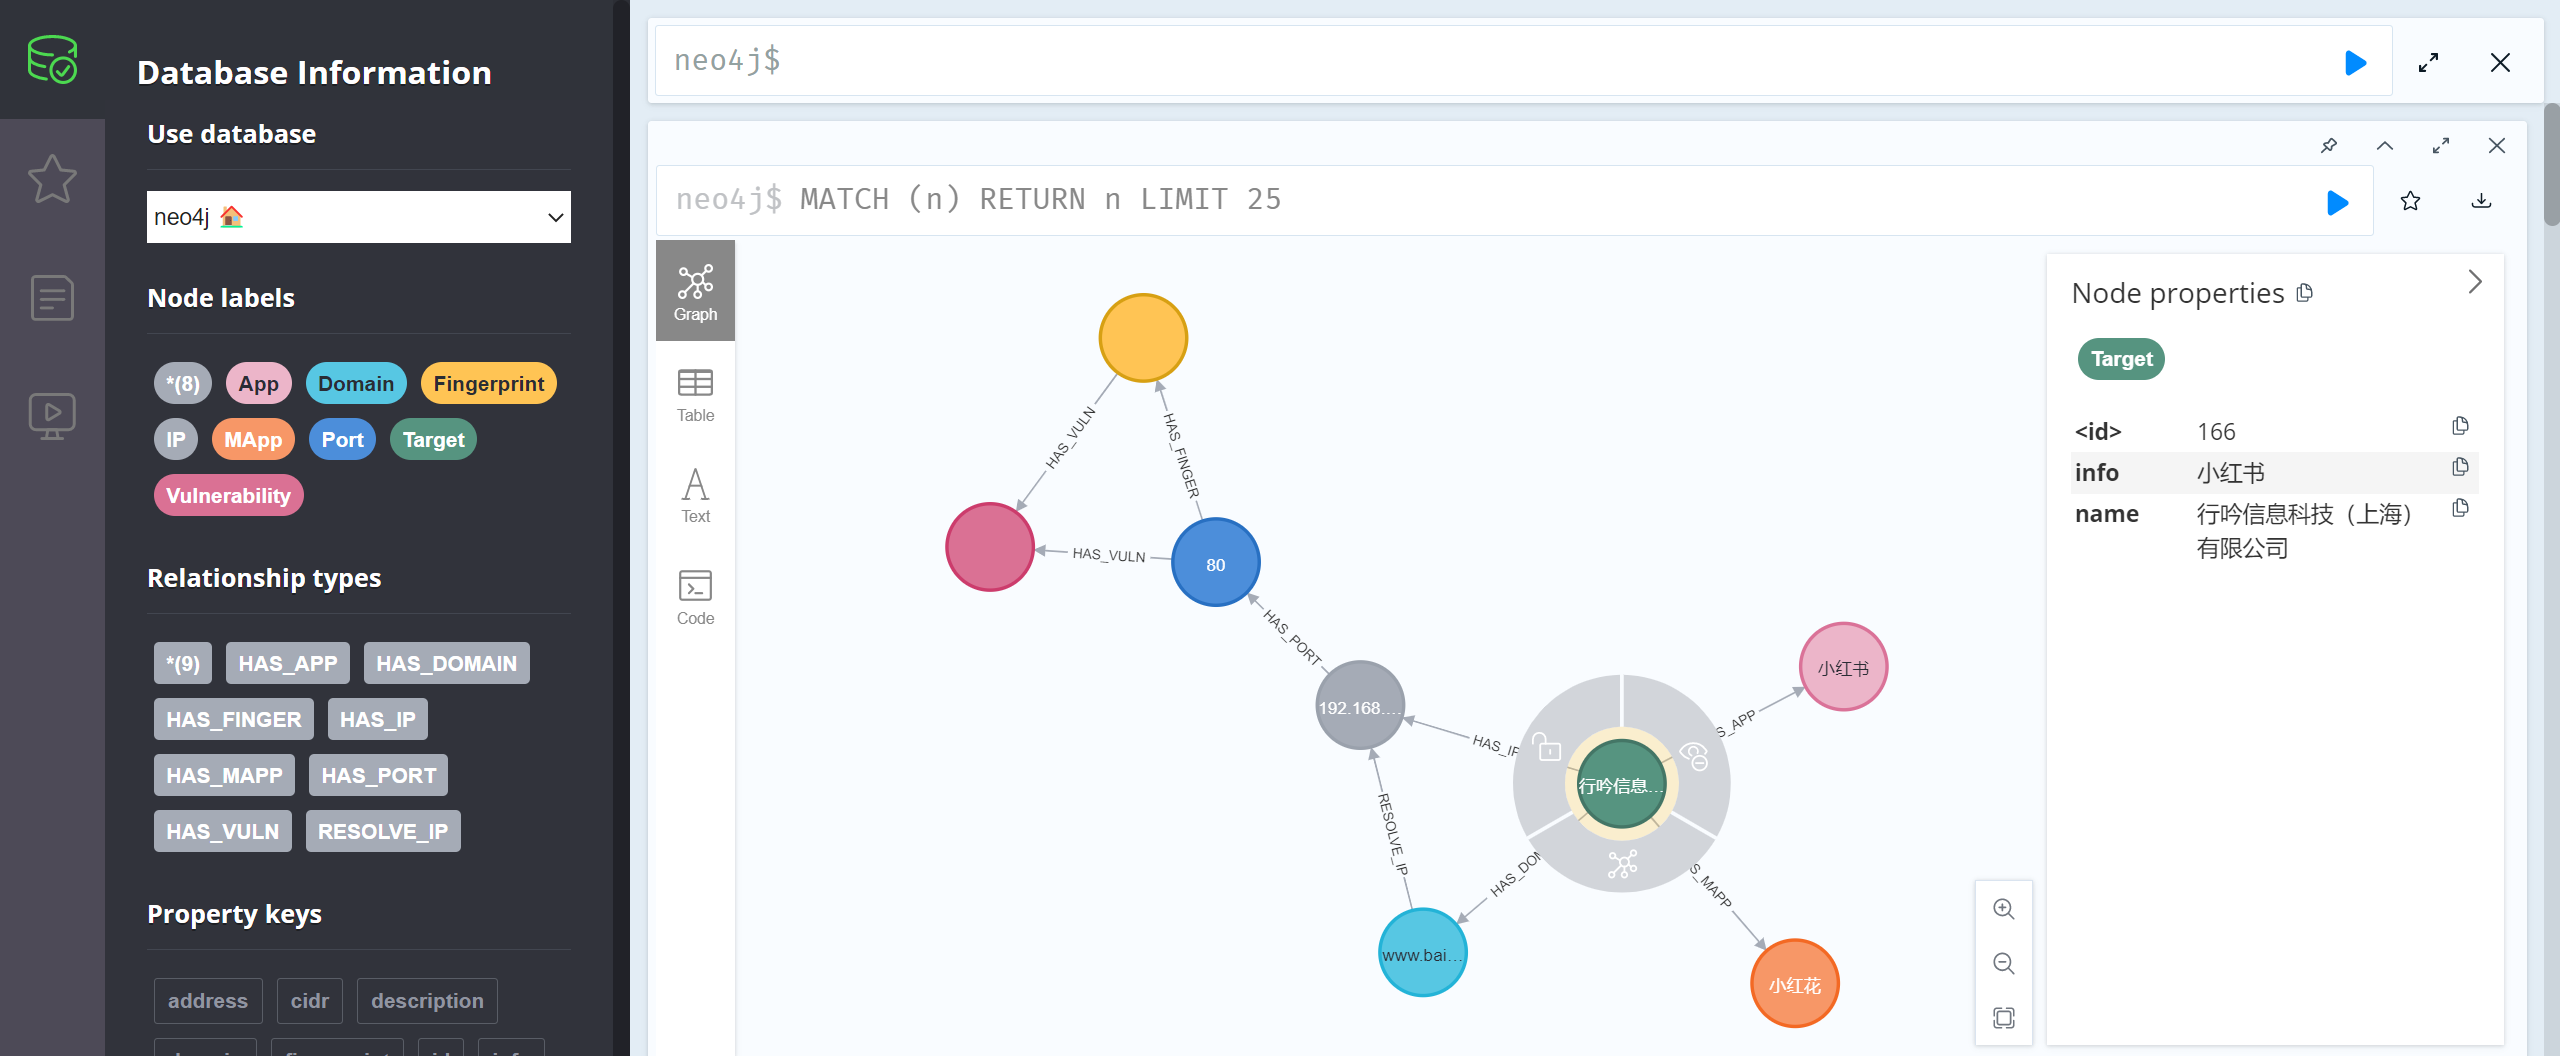 Database Information
Use database
neo4j
Node labels
*(8) App Domain Fingerprint
IP MApp Port Target
Vulnerability
Relationship types
*(9) HAS_APP HAS_DOMAIN
HAS_FINGER HAS_IP
HAS_MAPP HAS_PORT
HAS_VULN RESOLVE_IP
Property keys
address cidr description
neo4j$
neo4j$ MATCH (n) RETURN n LIMIT 25
Graph
Table
Text
Code
HAS_VULN
HAS_FINGER
HAS_VULN
80
HAS_PORT
192.168....
HAS_IP
S_APP
小红书
行吟信息...
RESOLVE_IP
HAS_DOM
S_MAPP
www.bai...
小红花
Node properties
Target
<id> 166
info 小红书
name 行吟信息科技（上海）
有限公司